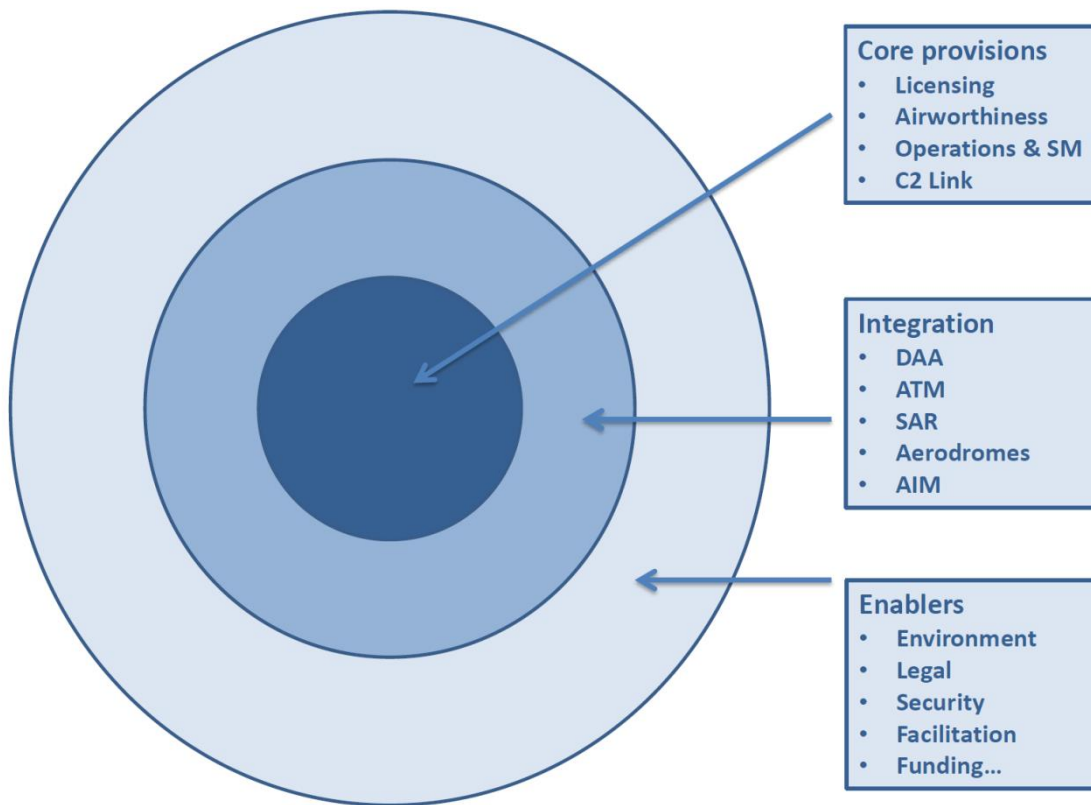 Core provisions
• Licensing
• Airworthiness
• Operations & SM
• C2 Link
Integration
• DAA
• ATM
• SAR
• Aerodromes
• AIM
Enablers
• Environment
• Legal
• Security
• Facilitation
• Funding…